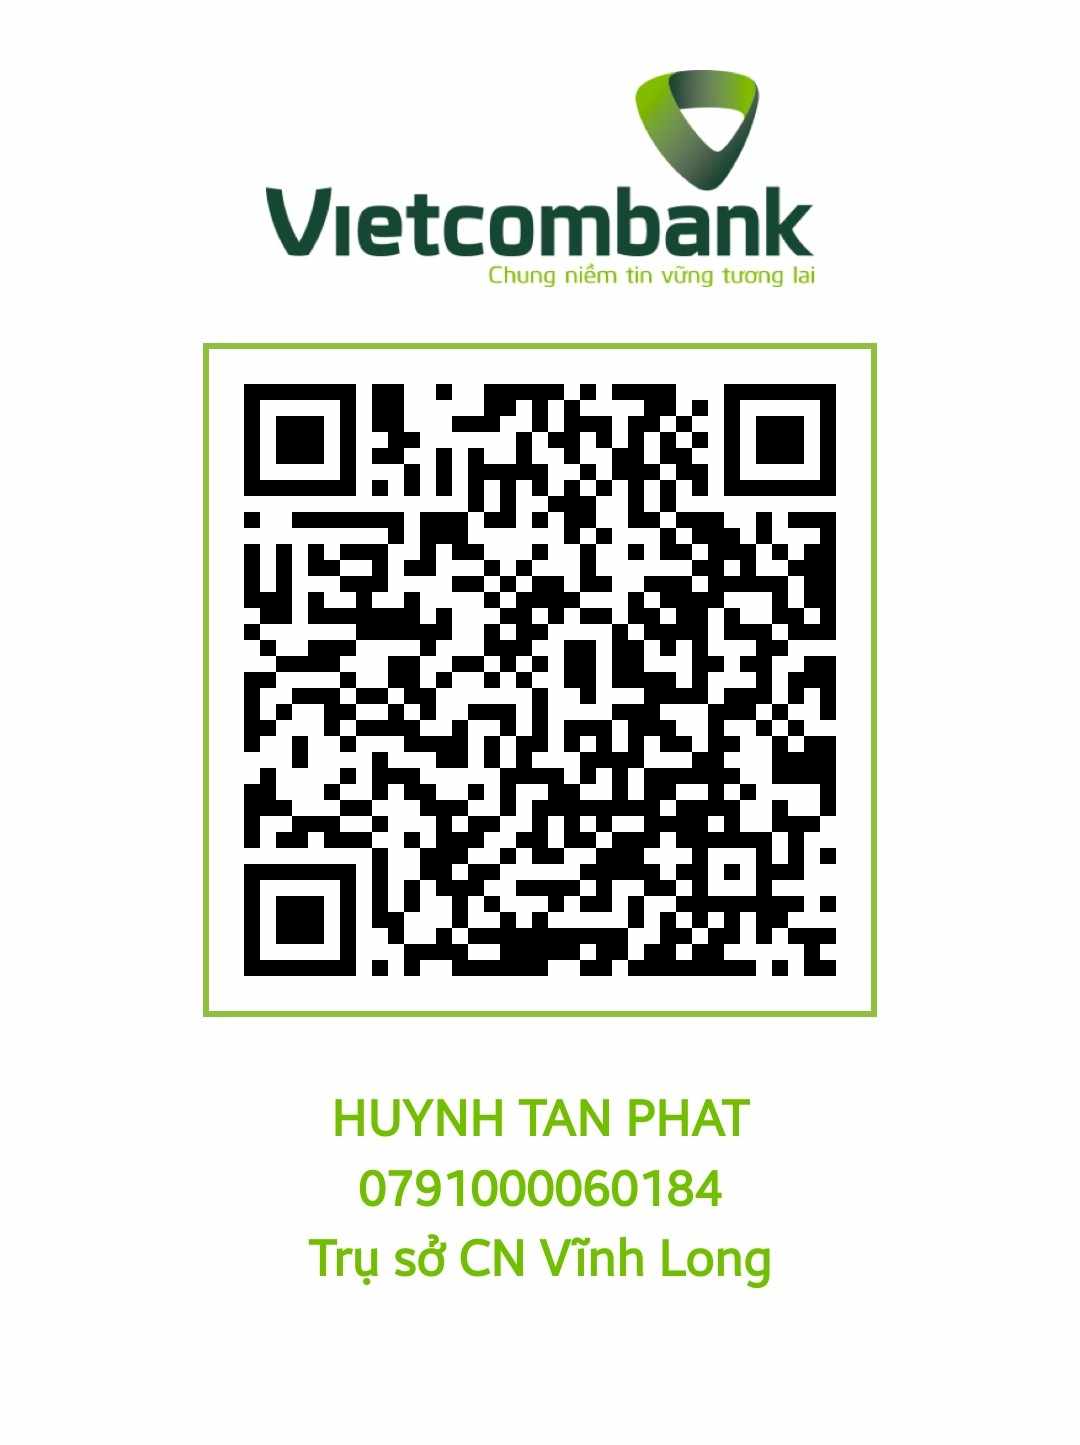 Vietcombank
Chung niềm tin vững tương lai
HUYNH TAN PHAT
0791000060184
Trụ sở CN Vĩnh Long